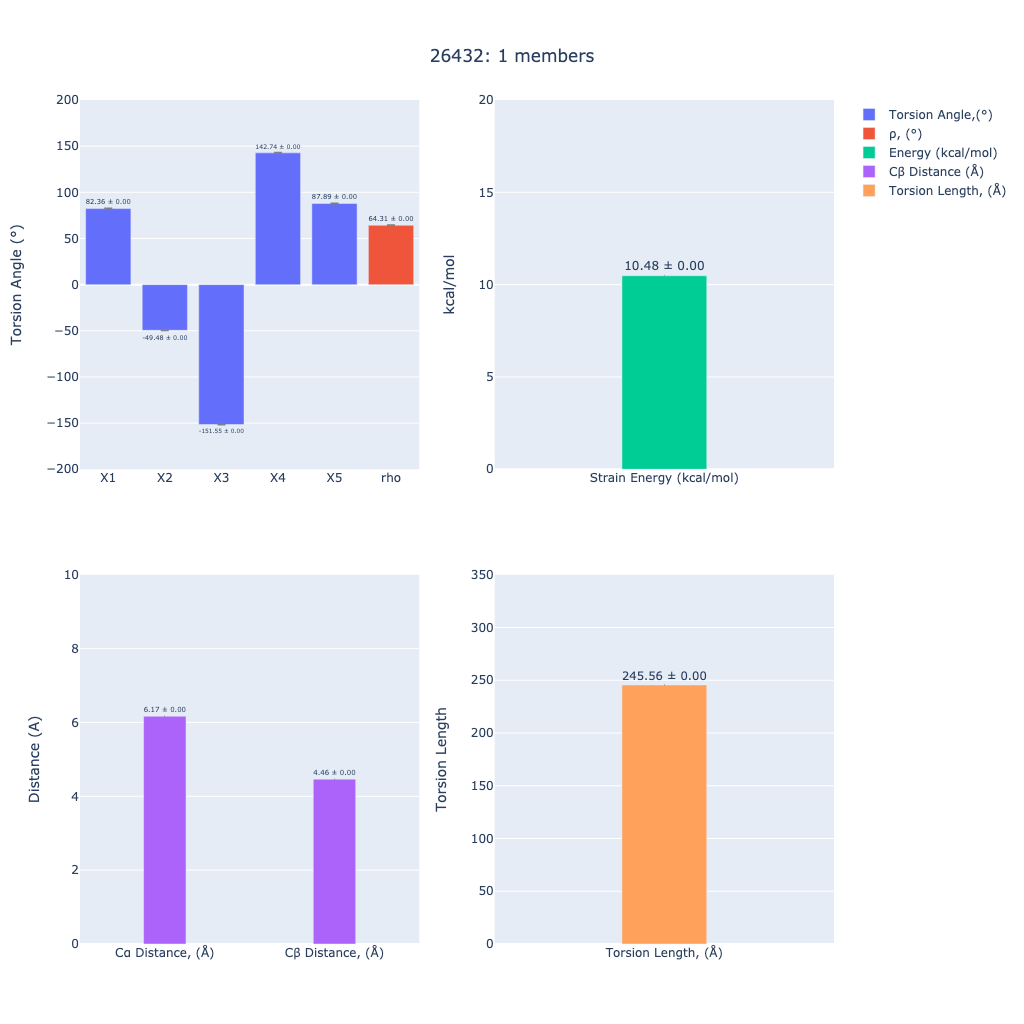 26432: 1 members
Torsion Angle (°)
200
150
100
50
0
−50
−100
−150
−200
82.36 ± 0.00
-49.48 ± 0.00
-151.55 ± 0.00
142.74 ± 0.00
87.89 ± 0.00
64.31 ± 0.00
X1 X2 X3 X4 X5 rho
kcal/mol
20
15
10
5
0
10.48 ± 0.00
Strain Energy (kcal/mol)
Torsion Angle,(°)
ρ, (°)
Energy (kcal/mol)
Cβ Distance (Å)
Torsion Length, (Å)
Distance (A)
10
8
6
4
2
0
6.17 ± 0.00
4.46 ± 0.00
Cα Distance, (Å) Cβ Distance, (Å)
Torsion Length
350
300
250
200
150
100
50
0
245.56 ± 0.00
Torsion Length, (Å)